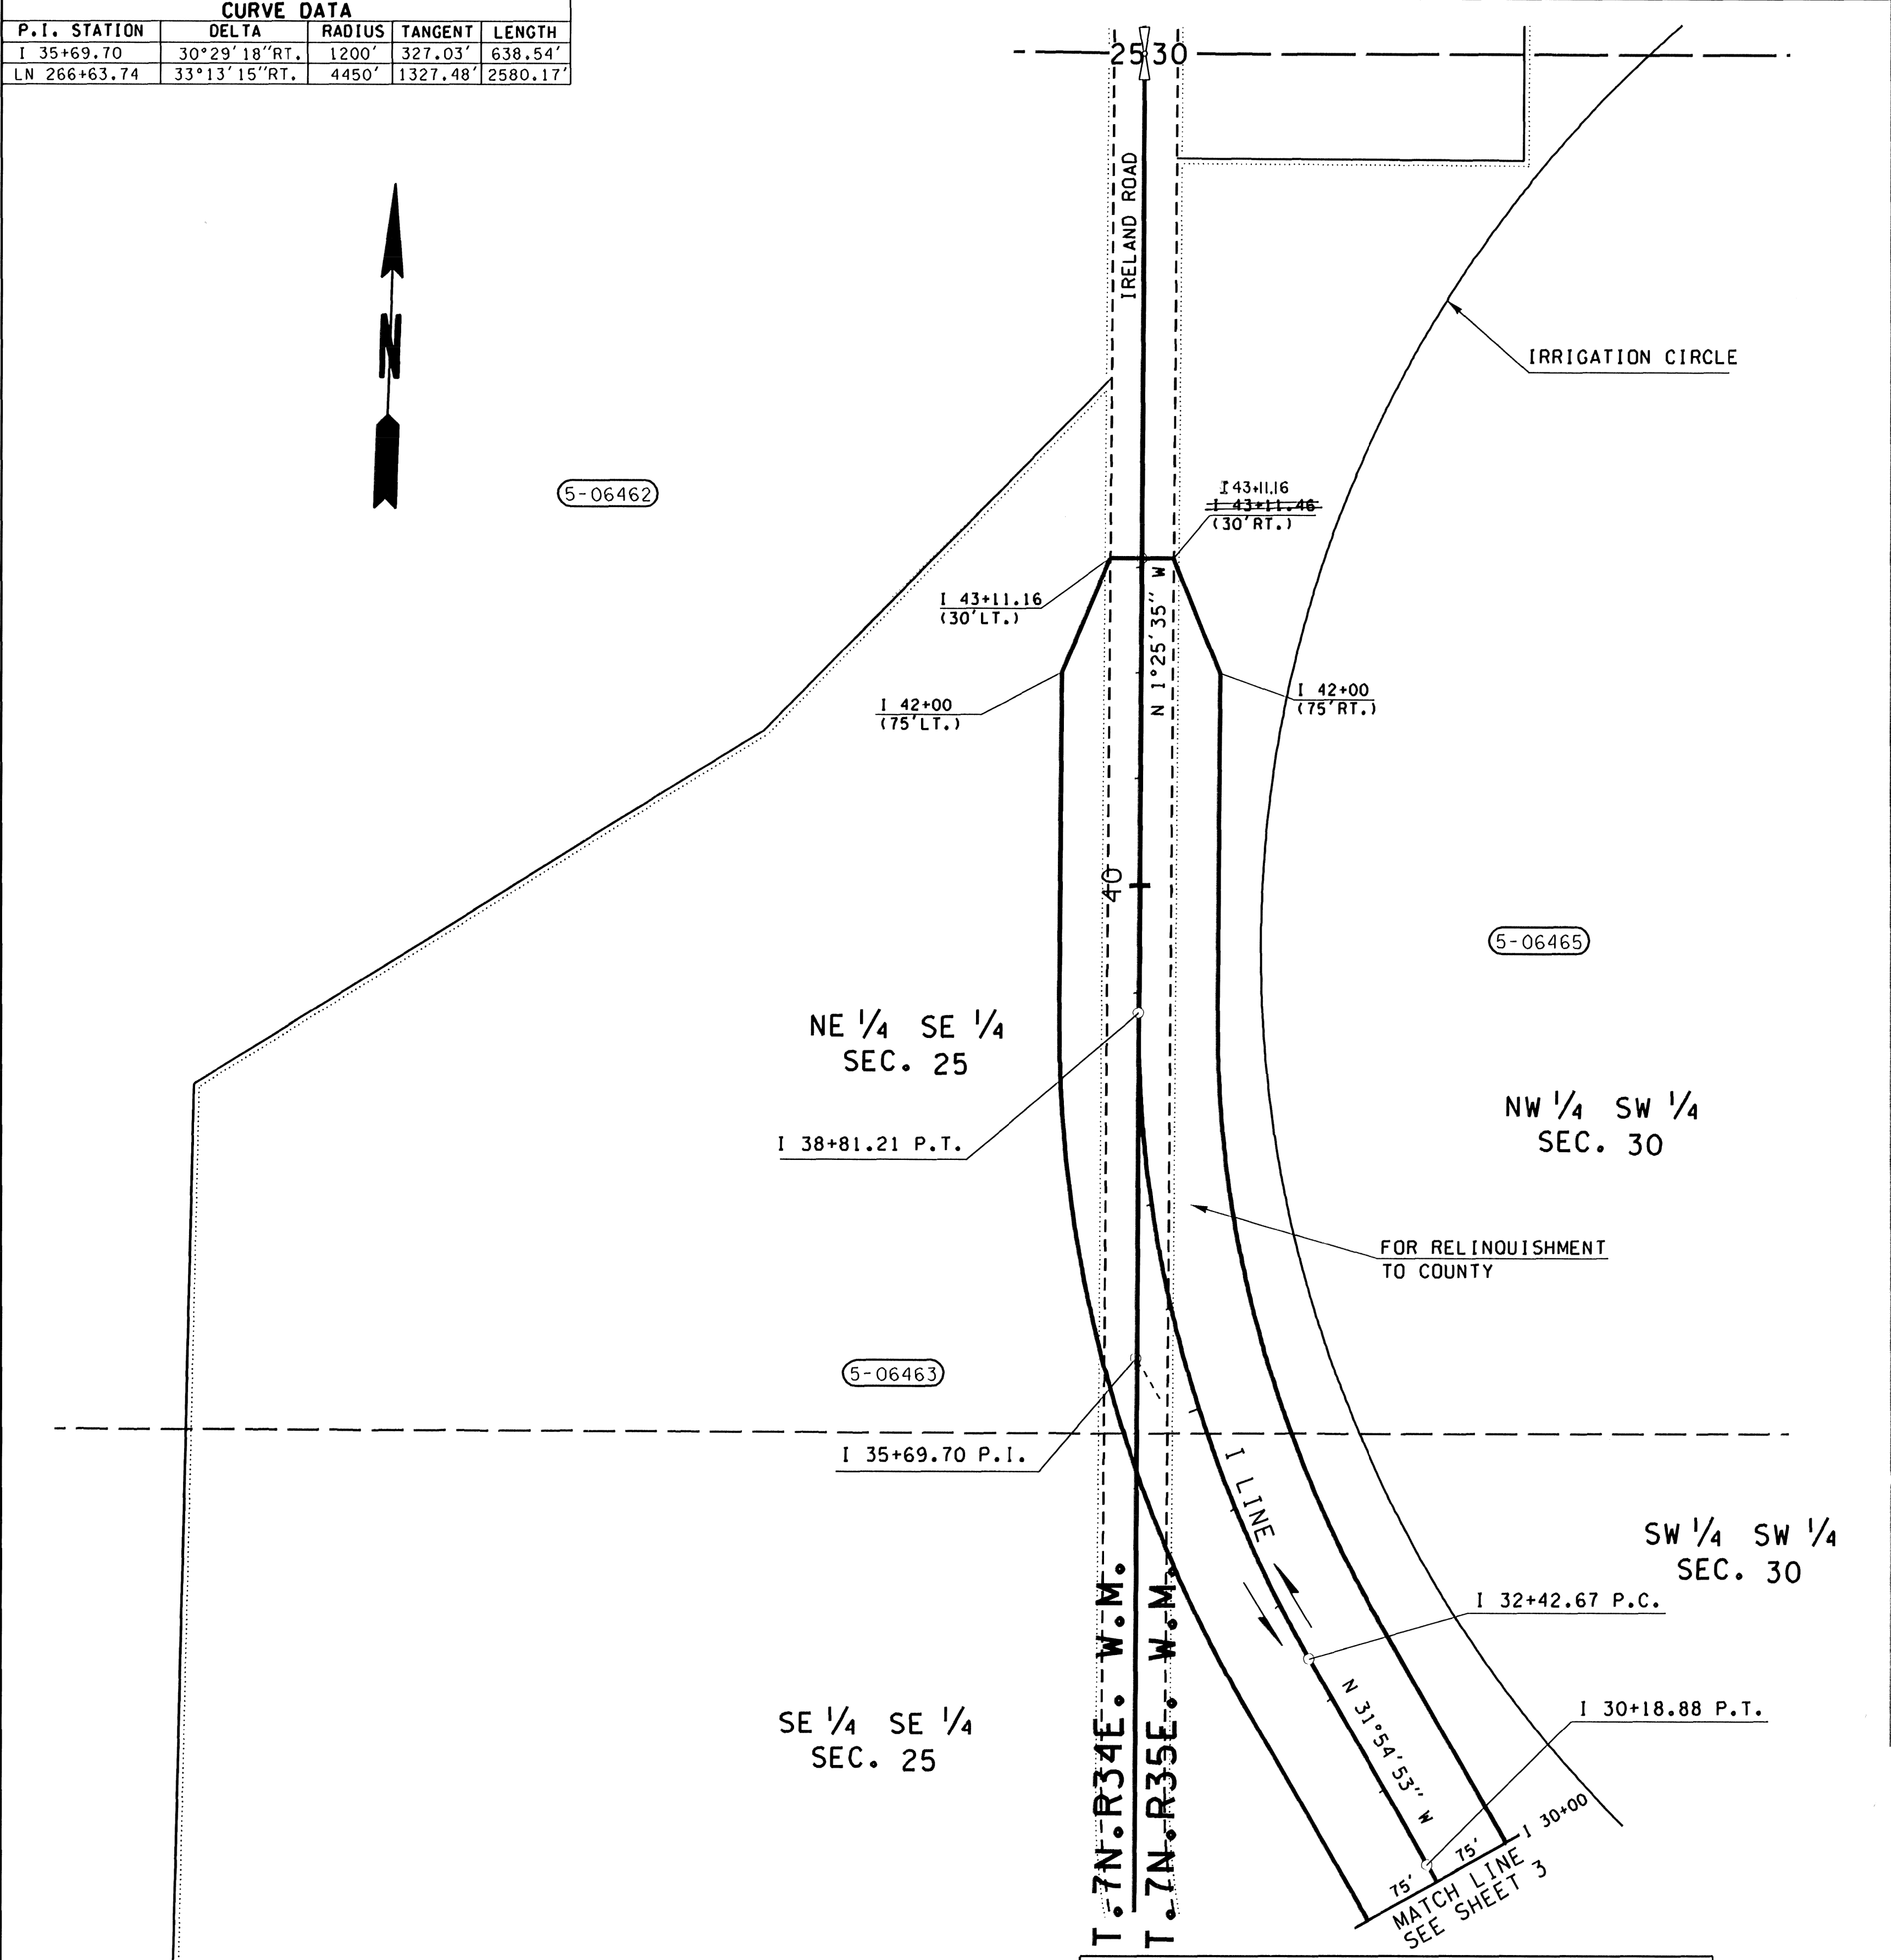 CURVE DATA
P.I. STATION DELTA RADIUS TANGENT LENGTH
I 35+69.70 30°29'18"RT. 1200' 327.03' 638.54'
LN 266+63.74 33°13'15"RT. 4450' 1327.48' 2580.17'
25 30
IRELAND ROAD
N
IRRIGATION CIRCLE
5-06462
I 43+11.16
I 43+11.46
(30'RT.)
N 1°25'35" W
I 43+11.16
(30'LT.)
I 42+00
(75'LT.)
I 42+00
(75'RT.)
40
5-06465
NE 1/4 SE 1/4
SEC. 25
NW 1/4 SW 1/4
SEC. 30
I 38+81.21 P.T.
FOR RELINQUISHMENT
TO COUNTY
5-06463
I 35+69.70 P.I.
I LINE
SW 1/4 SW 1/4
SEC. 30
I 32+42.67 P.C.
N 31°54'53" W
I 30+18.88 P.T.
SE 1/4 SE 1/4
SEC. 25
T. 7N. R34E. W.M.
T. 7N. R35E. W.M.
75' 75' I 30+00
MATCH LINE
SEE SHEET 3